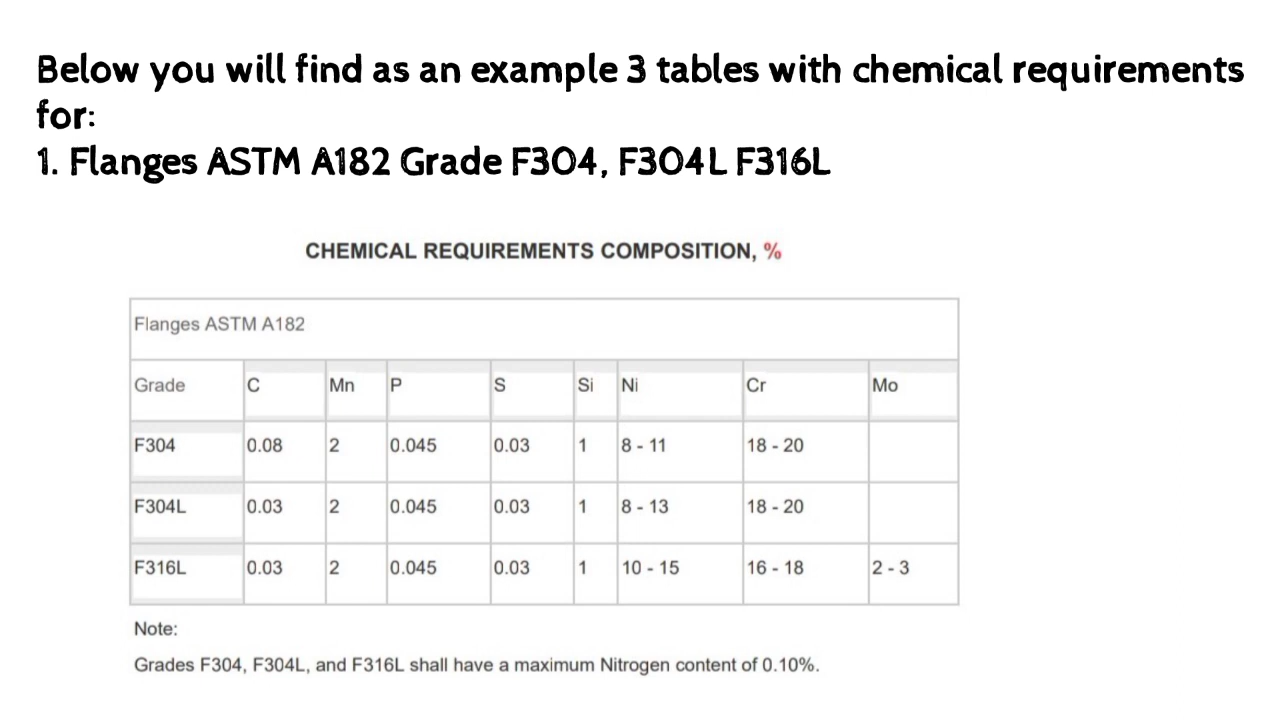 Below you will find as an example 3 tables with chemical requirements
for:
1. Flanges ASTM A182 Grade F304, F304L F316L
CHEMICAL REQUIREMENTS COMPOSITION, %
Flanges ASTM A182
Grade C Mn P S Si Ni Cr Mo
F304 0.08 2 0.045 0.03 1 8 - 11 18 - 20
F304L 0.03 2 0.045 0.03 1 8 - 13 18 - 20
F316L 0.03 2 0.045 0.03 1 10 - 15 16 - 18 2 - 3
Note:
Grades F304, F304L, and F316L shall have a maximum Nitrogen content of 0.10%.